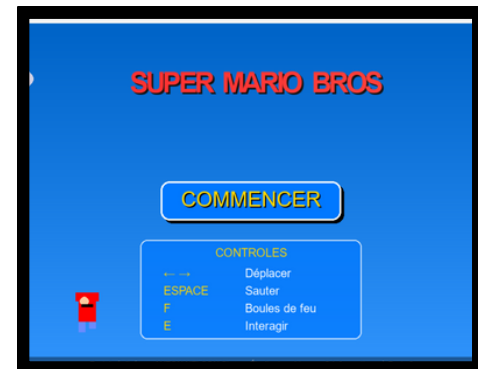 SUPER MARIO BROS
COMMENCER
CONTROLES
← → Déplacer
ESPACE Sauter
F Boules de feu
E Interagir